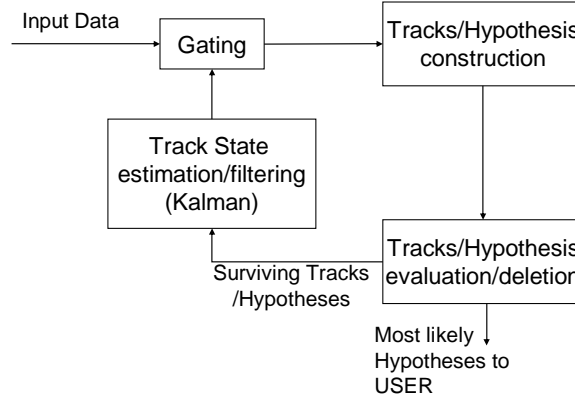 Input Data
Gating
Tracks/Hypothesis
construction
Track State
estimation/filtering
(Kalman)
Tracks/Hypothesis
evaluation/deletion
Surviving Tracks
/Hypotheses
Most likely
Hypotheses to
USER